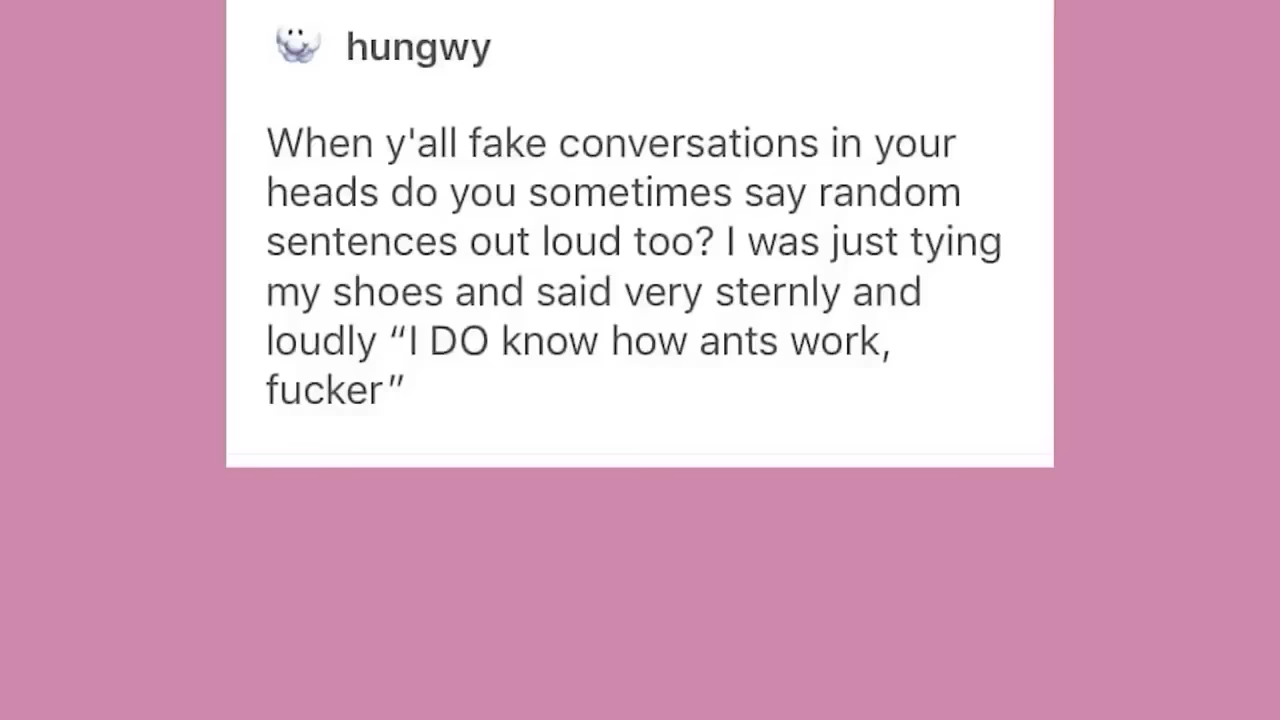 hungwy
When y'all fake conversations in your
heads do you sometimes say random
sentences out loud too? I was just tying
my shoes and said very sternly and
loudly “I DO know how ants work,
fucker”